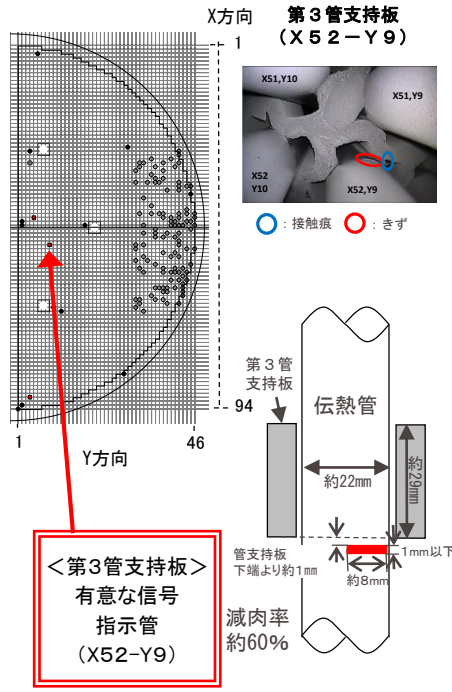 X方向
第３管支持板
（Ｘ５２－Ｙ９）
1
X51,Y10
X51,Y9
X52
Y10
X52,Y9
：接触痕
：きず
94
1
46
Y方向
第３管
支持板
伝熱管
約22mm
約29mm
管支持板
下端より約1mm
1mm以下
約8mm
減肉率
約60％
＜第3管支持板＞
有意な信号
指示管
（X52-Y9）